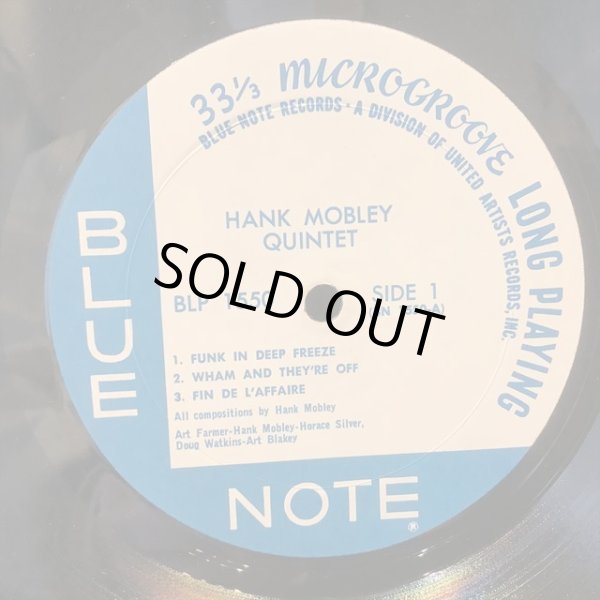 33⅓ MICROGROOVE LONG PLAYING
BLUE NOTE RECORDS · A DIVISION OF UNITED ARTISTS RECORDS, INC.
HANK MOBLEY
QUINTET
BLP 1550
SIDE 1
SOLD OUT
1. FUNK IN DEEP FREEZE
2. WHAM AND THEY'RE OFF
3. FIN DE L'AFFAIRE
All compositions by Hank Mobley
Art Farmer-Hank Mobley-Horace Silver,
Doug Watkins-Art Blakey
BLUE
NOTE®